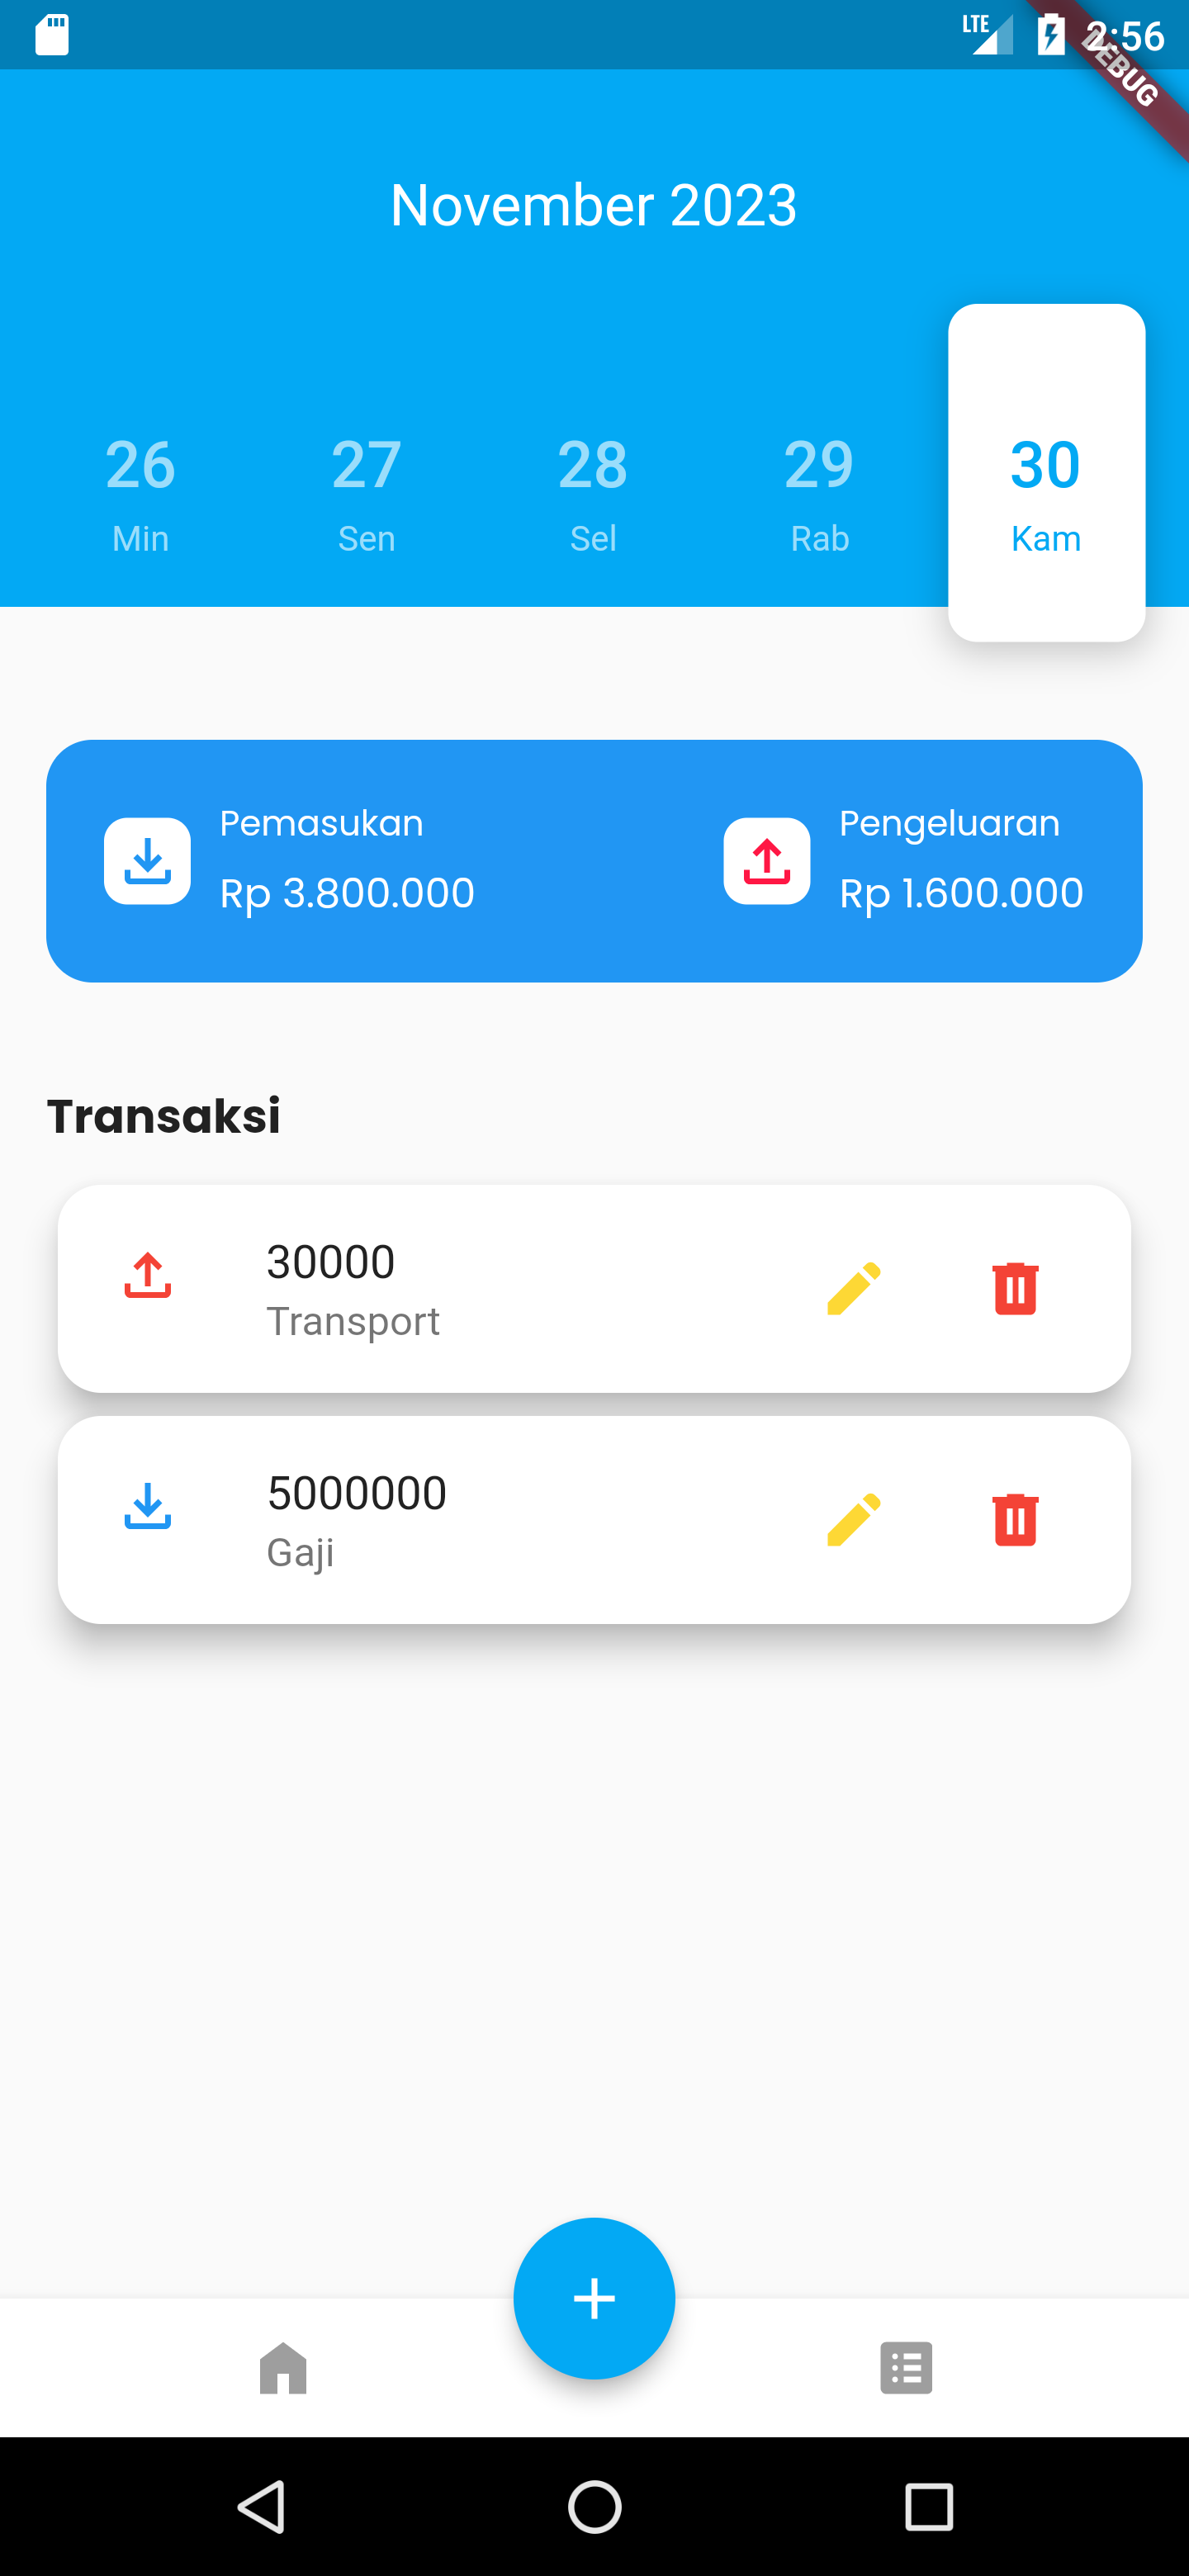 LTE
2:56
DEBUG
November 2023
26 27 28 29 30
Min Sen Sel Rab Kam
Pemasukan Pengeluaran
Rp 3.800.000 Rp 1.600.000
Transaksi
30000
Transport
5000000
Gaji